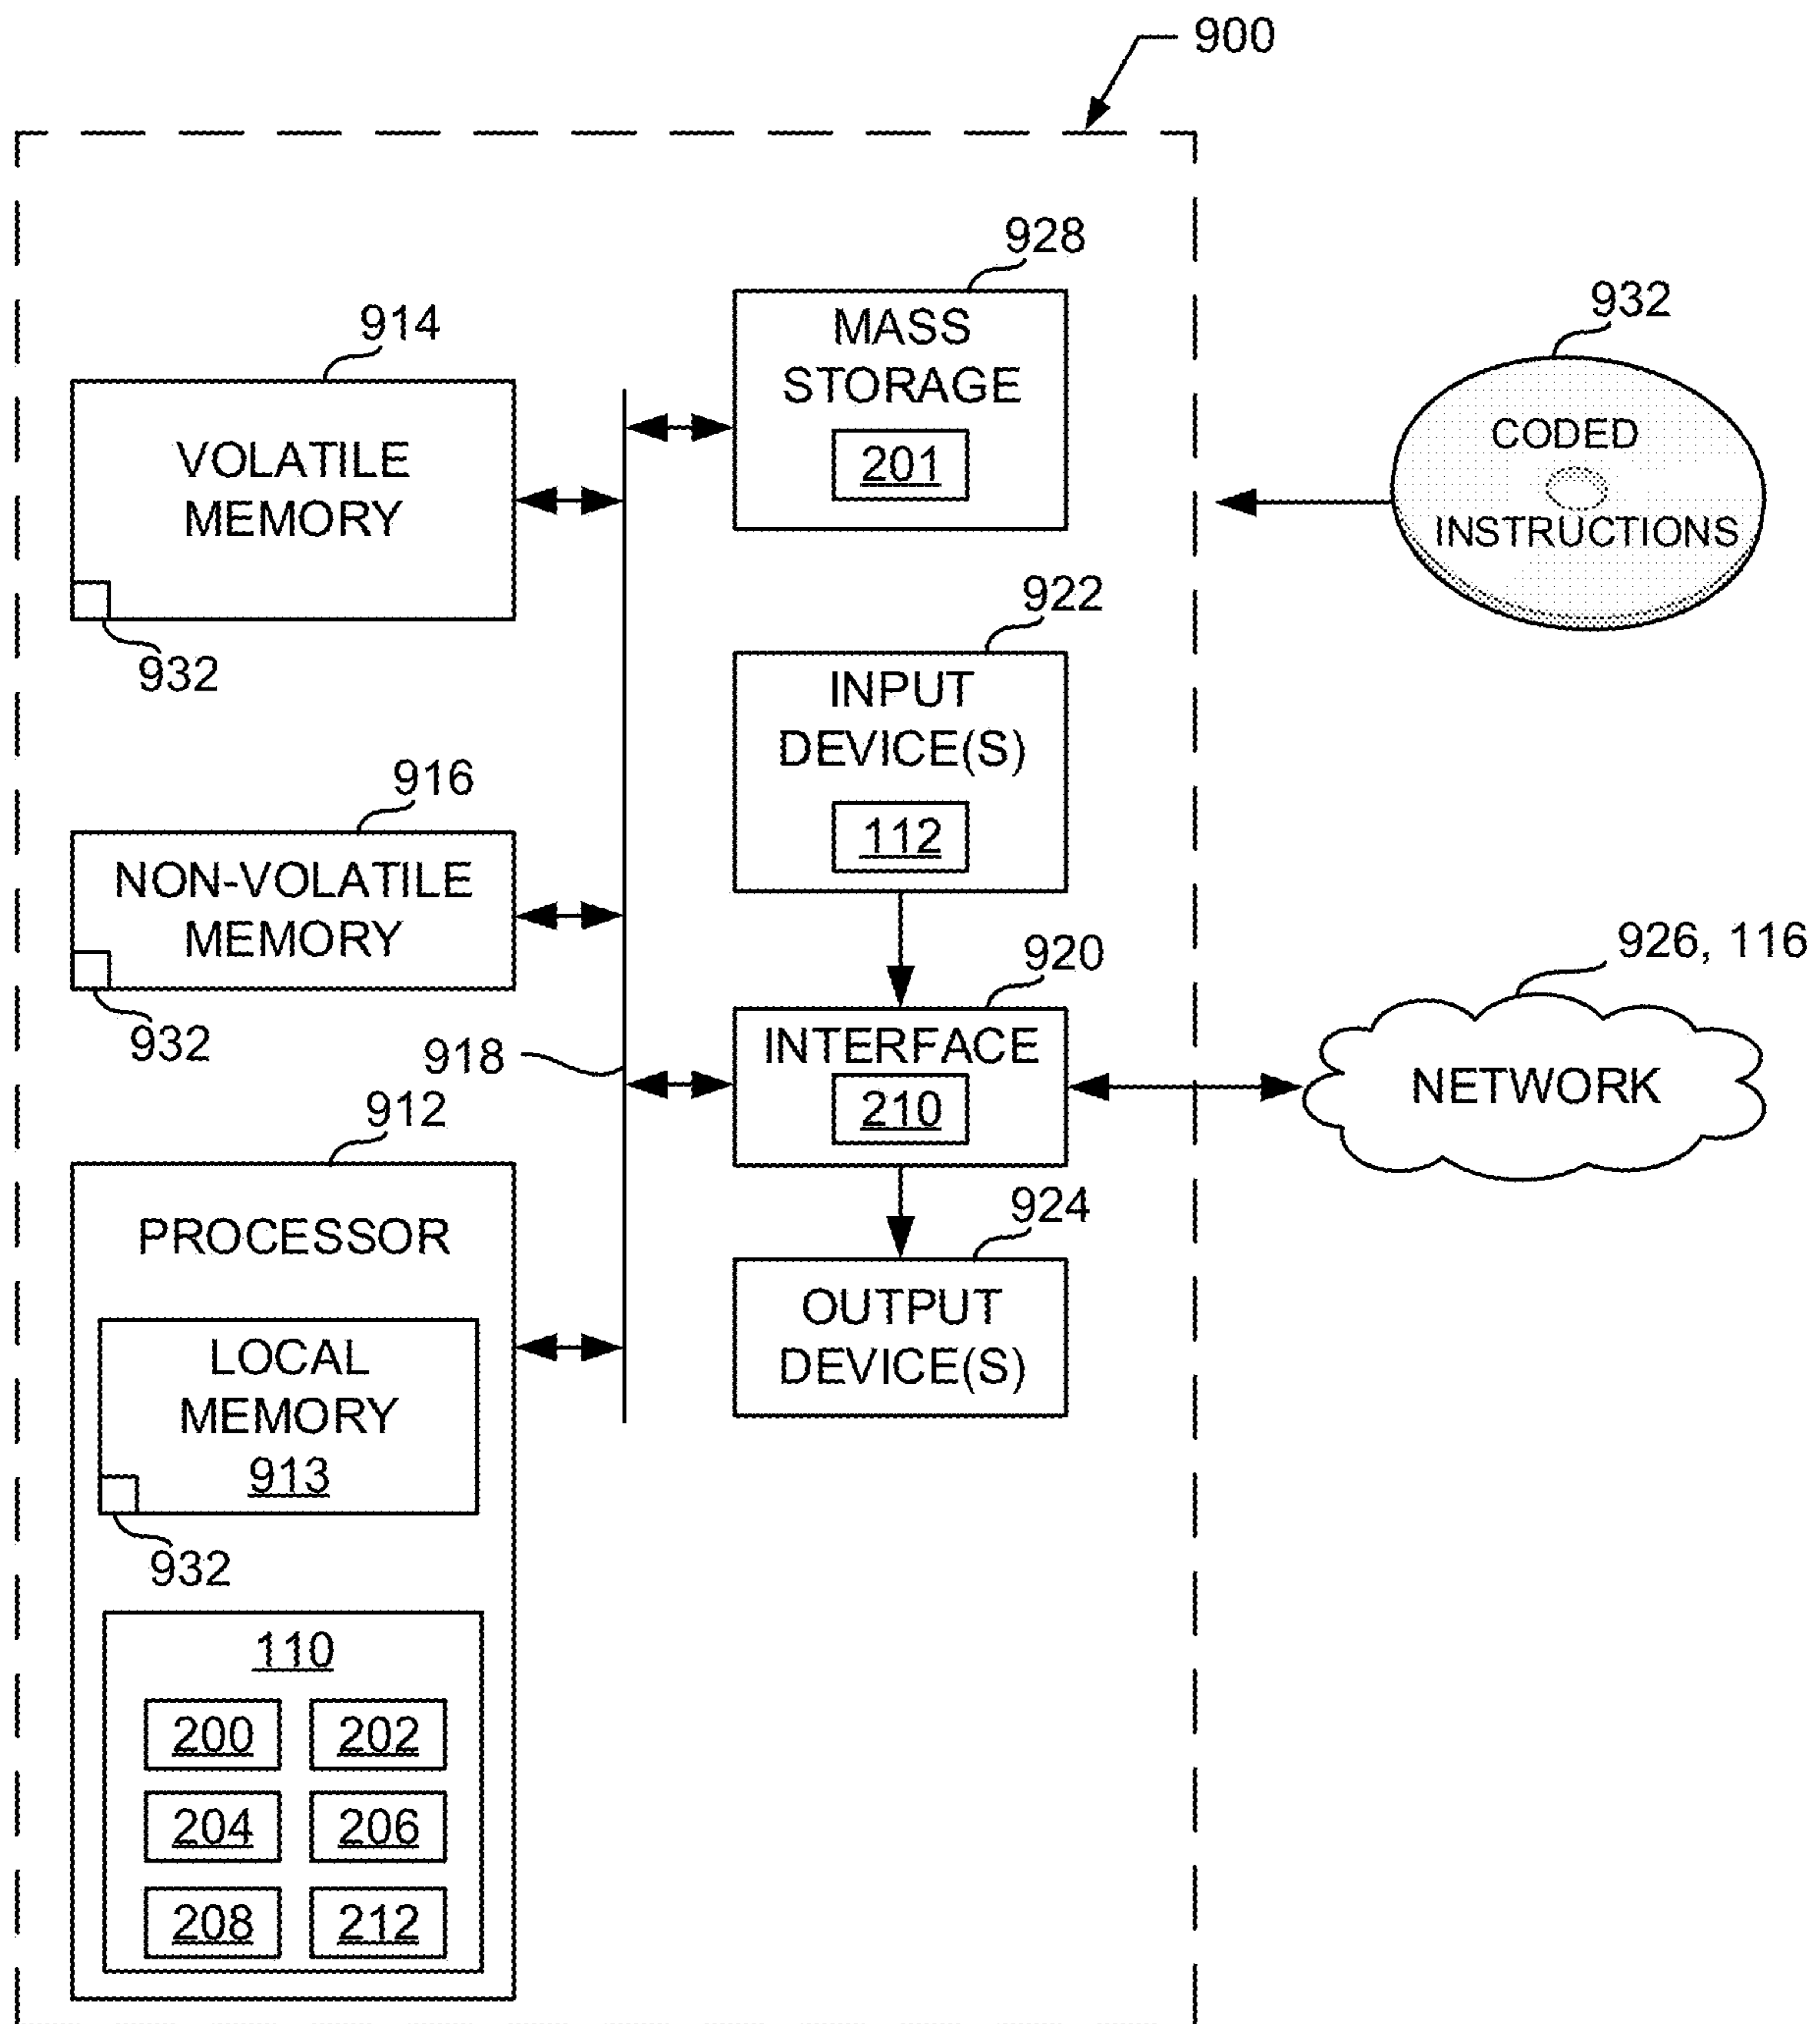 900
928
MASS
STORAGE
201
914
VOLATILE
MEMORY
932
932
CODED
INSTRUCTIONS
922
INPUT
DEVICE(S)
112
916
NON-VOLATILE
MEMORY
932
918
920
INTERFACE
210
926, 116
NETWORK
912
PROCESSOR
LOCAL
MEMORY
913
932
924
OUTPUT
DEVICE(S)
110
200 202
204 206
208 212